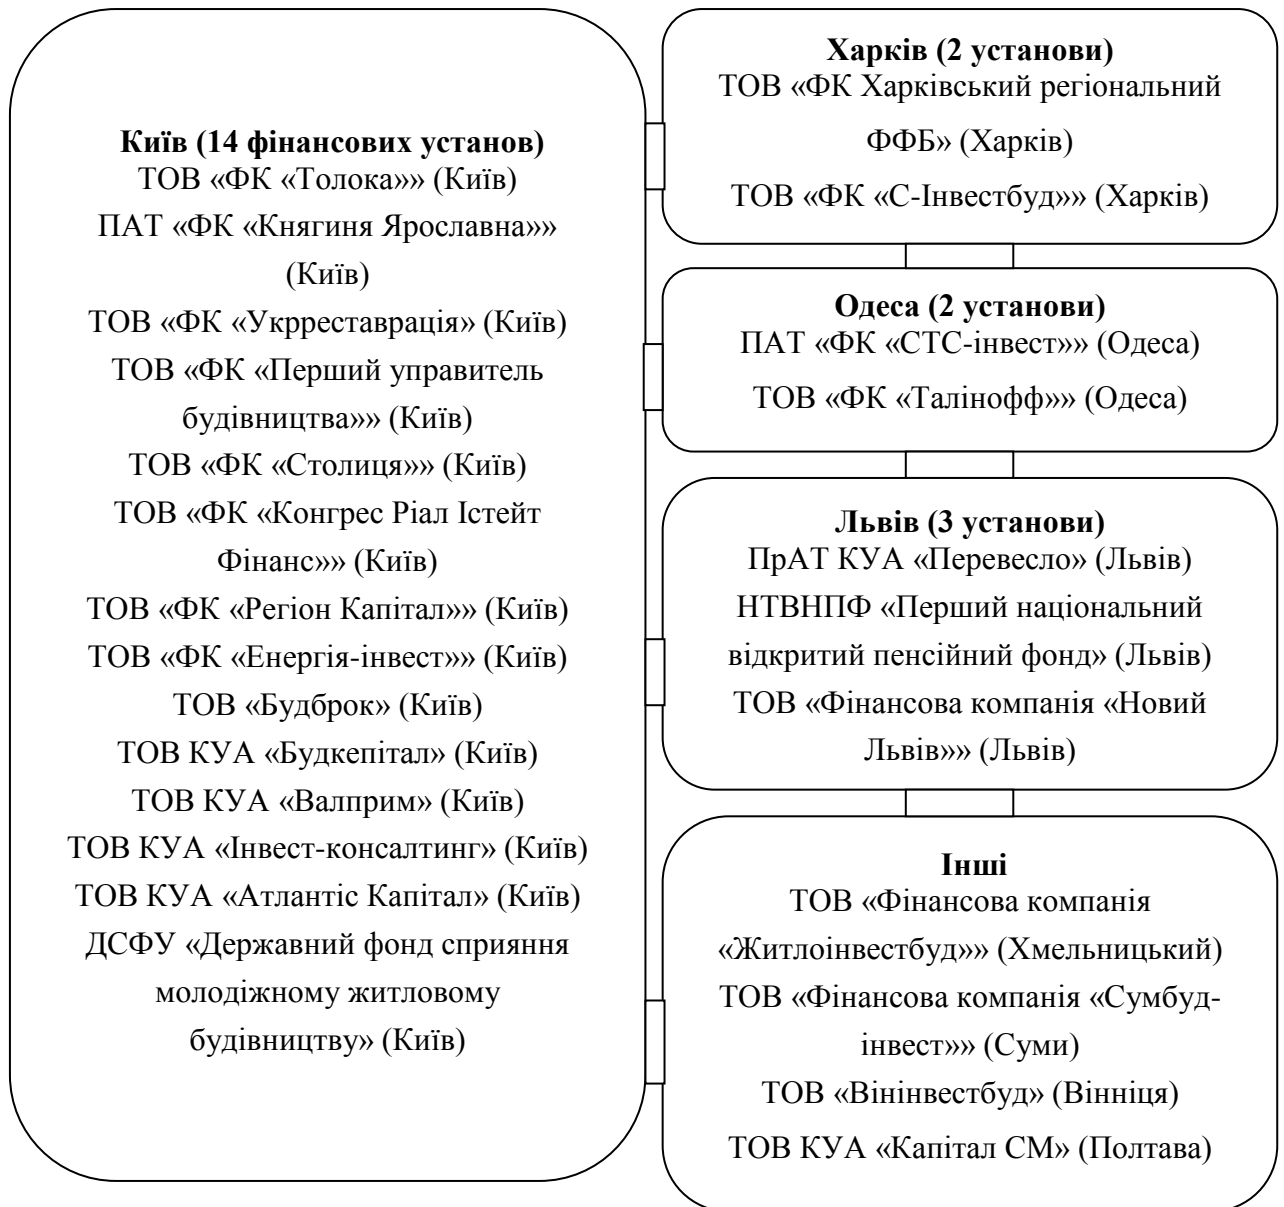 Київ (14 фінансових установ)
ТОВ «ФК «Толока»» (Київ)
ПАТ «ФК «Княгиня Ярославна»»
(Київ)
ТОВ «ФК «Укрреставрація» (Київ)
ТОВ «ФК «Перший управитель
будівництва»» (Київ)
ТОВ «ФК «Столиця»» (Київ)
ТОВ «ФК «Конгрес Ріал Істейт
Фінанс»» (Київ)
ТОВ «ФК «Регіон Капітал»» (Київ)
ТОВ «ФК «Енергія-інвест»» (Київ)
ТОВ «Будброк» (Київ)
ТОВ КУА «Будкепітал» (Київ)
ТОВ КУА «Валприм» (Київ)
ТОВ КУА «Інвест-консалтинг» (Київ)
ТОВ КУА «Атлантіс Капітал» (Київ)
ДСФУ «Державний фонд сприяння
молодіжному житловому
будівництву» (Київ)
Харків (2 установи)
ТОВ «ФК Харківський регіональний
ФФБ» (Харків)
ТОВ «ФК «С-Інвестбуд»» (Харків)
Одеса (2 установи)
ПАТ «ФК «СТС-інвест»» (Одеса)
ТОВ «ФК «Талінофф»» (Одеса)
Львів (3 установи)
ПрАТ КУА «Перевесло» (Львів)
НТВНПФ «Перший національний
відкритий пенсійний фонд» (Львів)
ТОВ «Фінансова компанія «Новий
Львів»» (Львів)
Інші
ТОВ «Фінансова компанія
«Житлоінвестбуд»» (Хмельницький)
ТОВ «Фінансова компанія «Сумбуд-
інвест»» (Суми)
ТОВ «Вінінвестбуд» (Вінніця)
ТОВ КУА «Капітал СМ» (Полтава)